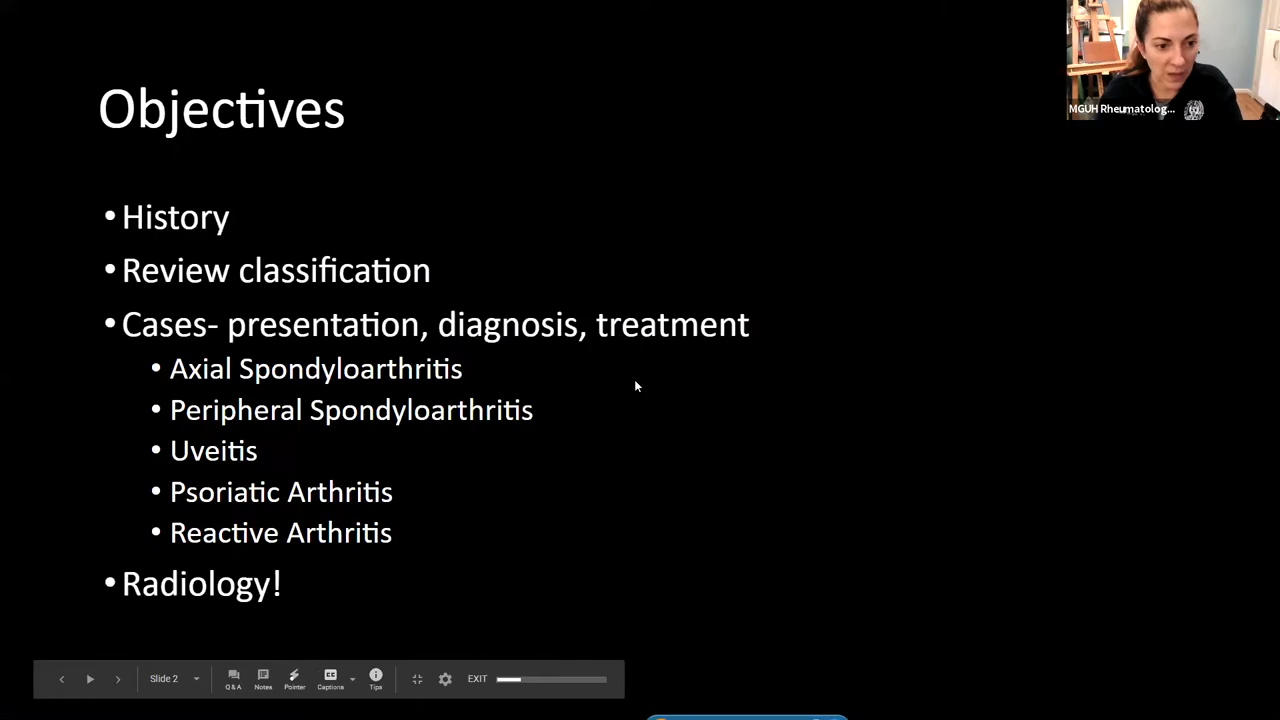 Objectives
MGUH Rheumatolog...
• History
• Review classification
• Cases- presentation, diagnosis, treatment
• Axial Spondyloarthritis
• Peripheral Spondyloarthritis
• Uveitis
• Psoriatic Arthritis
• Reactive Arthritis
• Radiology!
Slide 2
Q&A
Notes
Pointer
CC
Captions
Tips
EXIT